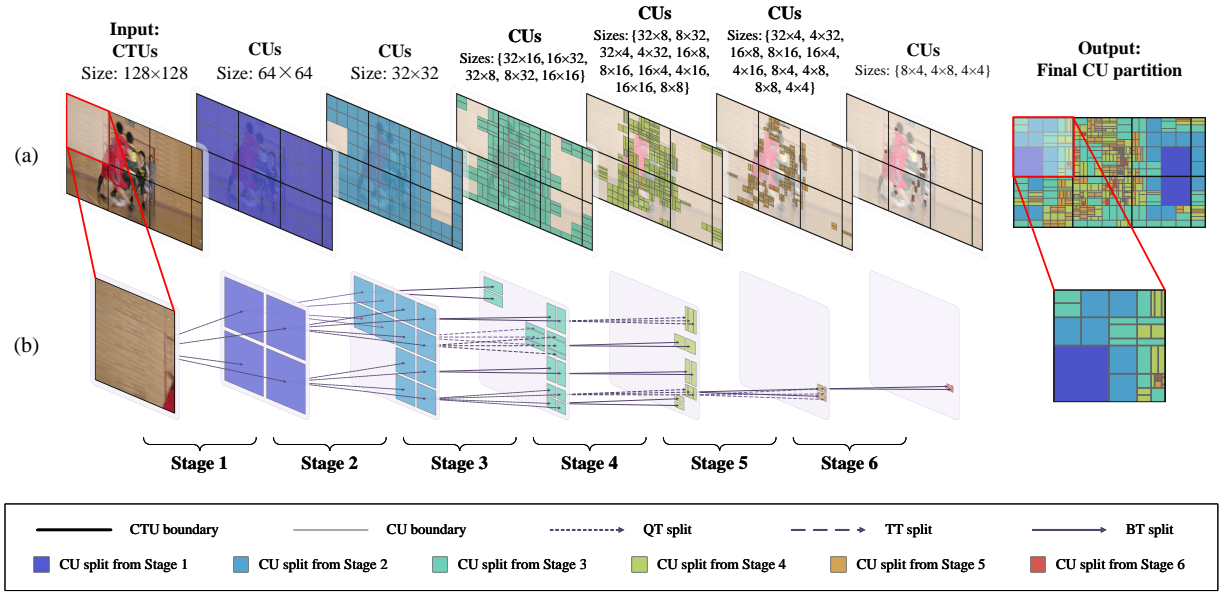 Input:
CTUs
Size: 128×128
CUs
Size: 64×64
CUs
Size: 32×32
CUs
Sizes: {32×16, 16×32,
32×8, 8×32, 16×16}
CUs
Sizes: {32×8, 8×32,
32×4, 4×32, 16×8,
8×16, 16×4, 4×16,
16×16, 8×8}
CUs
Sizes: {32×4, 4×32,
16×8, 8×16, 16×4,
4×16, 8×4, 4×8,
8×8, 4×4}
CUs
Sizes: {8×4, 4×8, 4×4}
Output:
Final CU partition
(a)
(b)
Stage 1
Stage 2
Stage 3
Stage 4
Stage 5
Stage 6
CTU boundary
CU boundary
QT split
TT split
BT split
CU split from Stage 1
CU split from Stage 2
CU split from Stage 3
CU split from Stage 4
CU split from Stage 5
CU split from Stage 6